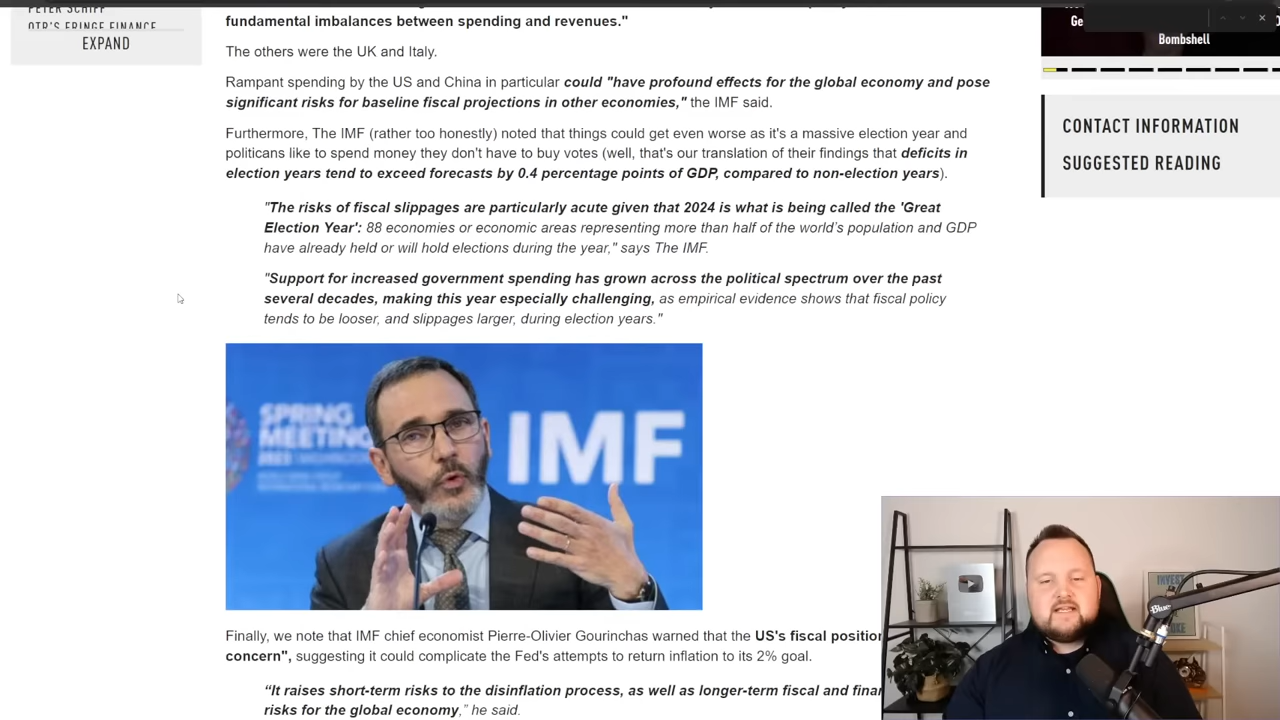 PETER SCHIFF
QTR'S FRINGE FINANCE
EXPAND
fundamental imbalances between spending and revenues."
The others were the UK and Italy.
Rampant spending by the US and China in particular could "have profound effects for the global economy and pose
significant risks for baseline fiscal projections in other economies," the IMF said.
Furthermore, The IMF (rather too honestly) noted that things could get even worse as it's a massive election year and
politicians like to spend money they don't have to buy votes (well, that's our translation of their findings that deficits in
election years tend to exceed forecasts by 0.4 percentage points of GDP, compared to non-election years).
"The risks of fiscal slippages are particularly acute given that 2024 is what is being called the 'Great
Election Year': 88 economies or economic areas representing more than half of the world's population and GDP
have already held or will hold elections during the year," says The IMF.
"Support for increased government spending has grown across the political spectrum over the past
several decades, making this year especially challenging, as empirical evidence shows that fiscal policy
tends to be looser, and slippages larger, during election years."
SPRING
MEETING
IMF
Finally, we note that IMF chief economist Pierre-Olivier Gourinchas warned that the US's fiscal position
concern", suggesting it could complicate the Fed's attempts to return inflation to its 2% goal.
“It raises short-term risks to the disinflation process, as well as longer-term fiscal and finan
risks for the global economy,” he said.
Ge
Bombshell
CONTACT INFORMATION
SUGGESTED READING
INVEST
Blue